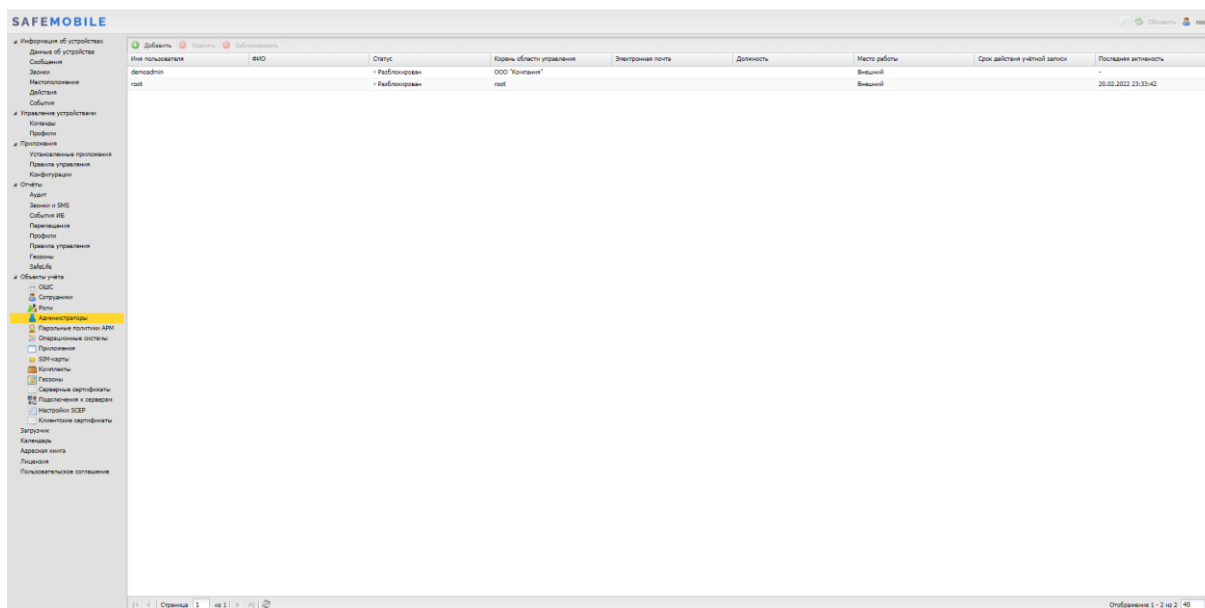 SAFEMOBILE
Обновить
Информация об устройствах
Данные об устройстве
Сообщения
Звонки
Местоположения
Действия
События
Управление устройствами
Команды
Профили
Приложения
Установленные приложения
Правила управления
Конфигурации
Отчёты
Аудит
Звонки и SMS
События ИБ
Перемещения
Профили
Правила управления
Геозоны
SafeLife
Объекты учёта
ОШС
Сотрудники
Роли
Администраторы
Парольные политики АРМ
Операционные системы
Приложения
SIM-карты
Комплекты
Геозоны
Серверные сертификаты
Подключения к серверам
Настройки SCEP
Клиентские сертификаты
Загрузчик
Календарь
Адресная книга
Лицензия
Пользовательское соглашение
Добавить Удалить Заблокировать
Имя пользователя ФИО Статус Корень области управления Электронная почта Должность Место работы Срок действия учётной записи Последняя активность
demoadmin Разблокирован ООО "Компания" Внешний -
root Разблокирован root Внешний 20.02.2022 23:33:42
Страница 1 из 1
Отображение 1 - 2 из 2 40